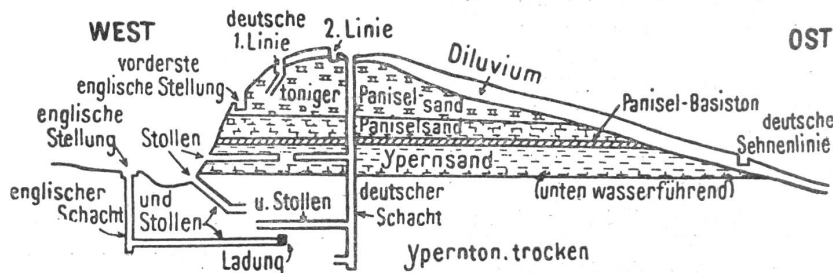 WEST
OST
deutsche
1. Linie
2. Linie
Diluvium
vorderste
englische Stellung
toniger
Panisel-sand
Paniselsand
Panisel-Basiston
englische
Stellung
Stollen
deutsche
Sehnenlinie
Ypernsand
englischer
Schacht
und
Stollen
u. Stollen
deutscher
Schacht
(unten wasserführend)
Ladung
Ypernton. trocken